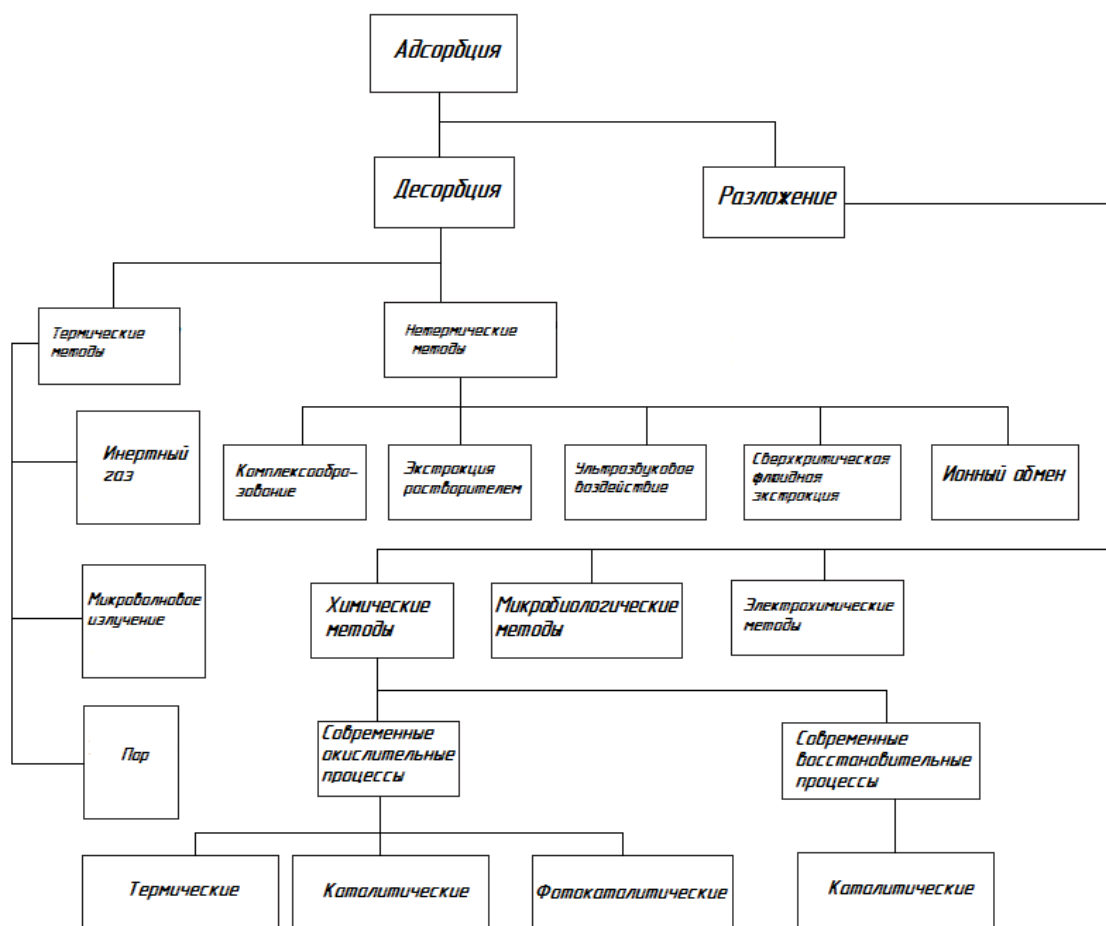 Адсорбция
Десорбция
Разложение
Термические
методы
Нетермические
методы
Инертный
газ
Комплексообра-
зование
Экстракция
растворителем
Ультразвуковое
воздействие
Сверхкритическая
флюидная
экстракция
Ионный обмен
Микроволновое
излучение
Химические
методы
Микробиологические
методы
Электрохимические
методы
Пар
Современные
окислительные
процессы
Современные
восстановительные
процессы
Термические
Каталитические
Фотокаталитические
Каталитические